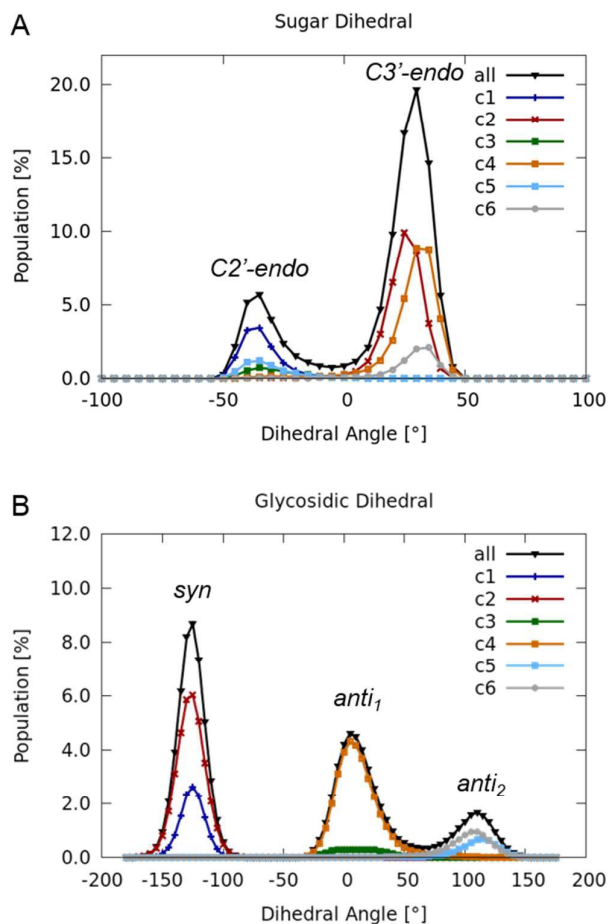 A
Sugar Dihedral
Population [%]
20.0
15.0
10.0
5.0
0.0
C2'-endo
C3'-endo
all
c1
c2
c3
c4
c5
c6
-100
-50
0
50
100
Dihedral Angle [°]
B
Glycosidic Dihedral
Population [%]
12.0
10.0
8.0
6.0
4.0
2.0
0.0
syn
anti1
anti2
all
c1
c2
c3
c4
c5
c6
-200
-150
-100
-50
0
50
100
150
200
Dihedral Angle [°]